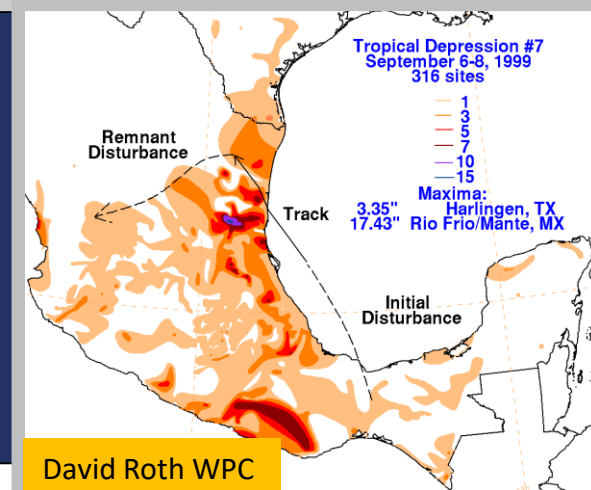 Tropical Depression #7
September 6-8, 1999
316 sites
1
3
5
7
10
15
Maxima:
3.35" Harlingen, TX
17.43" Rio Frio/Mante, MX
Remnant
Disturbance
Track
Initial
Disturbance
David Roth WPC